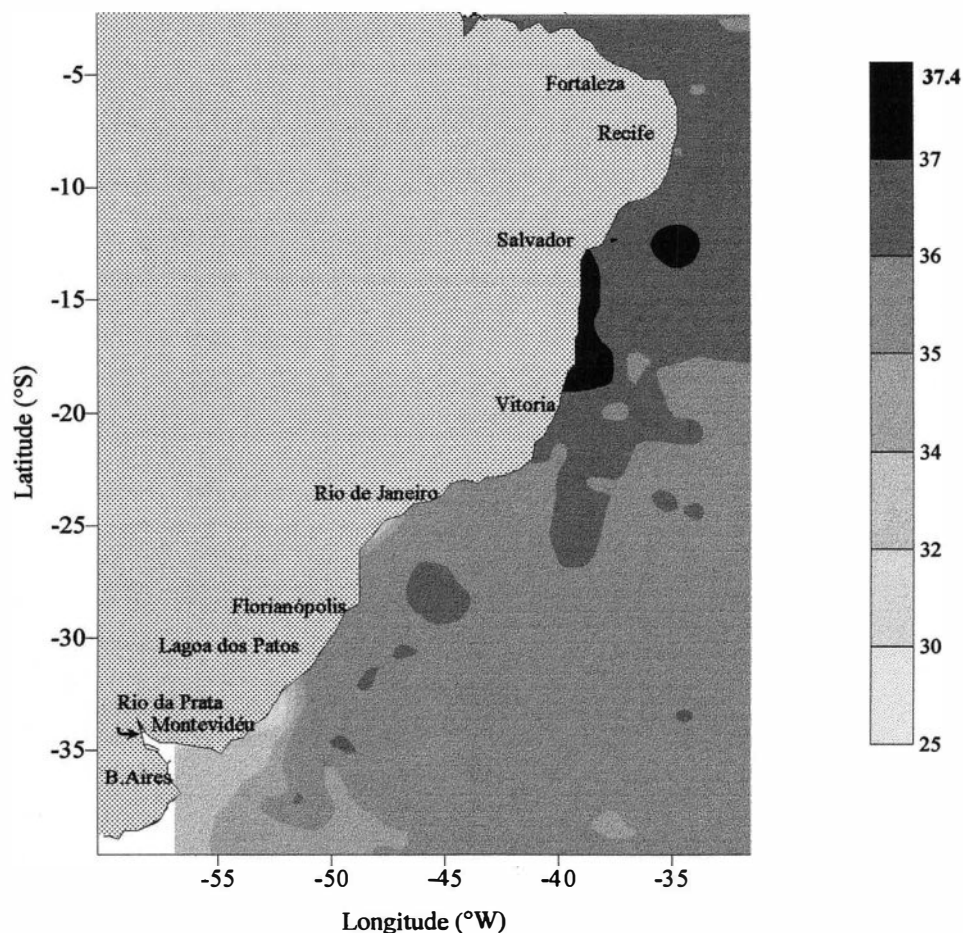 -5
-10
-15
-20
-25
-30
-35
Latitude (°S)
Fortaleza
Recife
Salvador
Vitoria
Rio de Janeiro
Florianópolis
Lagoa dos Patos
Rio da Prata
Montevidéu
B.Aires
-55 -50 -45 -40 -35
Longitude (°W)
37.4
37
36
35
34
32
30
25